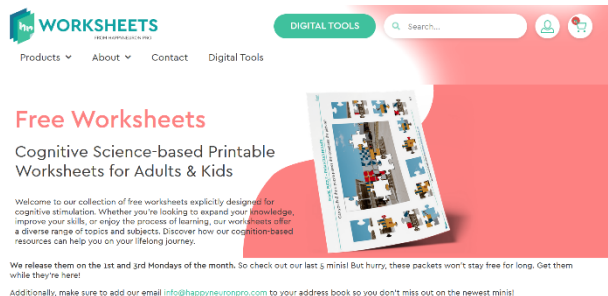 WORKSHEETS
FROM HAPPYNEURON PRO
DIGITAL TOOLS
Search...
Products
About
Contact
Digital Tools
Free Worksheets
Cognitive Science-based Printable
Worksheets for Adults & Kids
Welcome to our collection of free worksheets explicitly designed for
cognitive stimulation. Whether you're looking to expand your knowledge,
improve your skills, or enjoy the process of learning, our worksheets offer
a diverse range of topics and subjects. Discover how our cognition-based
resources can help you on your lifelong journey.
We release them on the 1st and 3rd Mondays of the month. So check out our last 5 minis! But hurry, these packets won't stay free for long. Get them
while they're here!
Additionally, make sure to add our email info@happyneuronpro.com to your address book so you don't miss out on the newest minis!